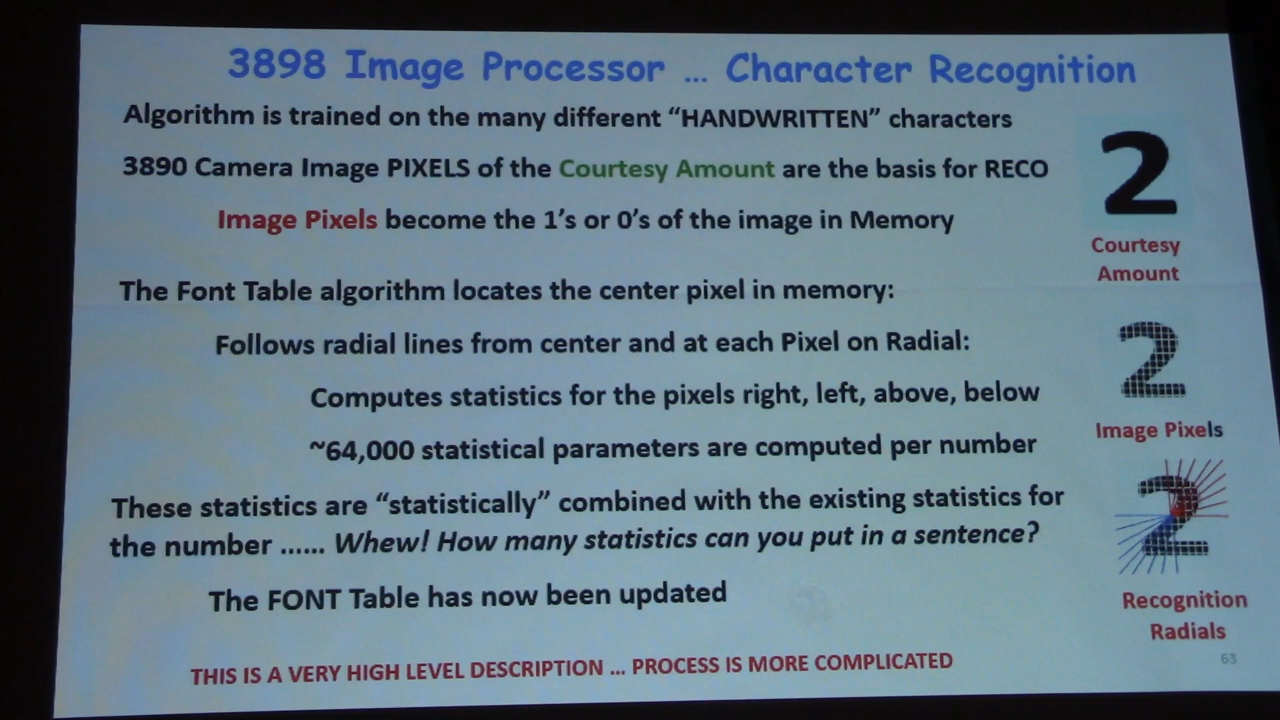 3898 Image Processor ... Character Recognition
Algorithm is trained on the many different “HANDWRITTEN” characters
3890 Camera Image PIXELS of the Courtesy Amount are the basis for RECO
Image Pixels become the 1’s or 0’s of the image in Memory
The Font Table algorithm locates the center pixel in memory:
Follows radial lines from center and at each Pixel on Radial:
Computes statistics for the pixels right, left, above, below
~64,000 statistical parameters are computed per number
These statistics are “statistically” combined with the existing statistics for
the number ...... Whew! How many statistics can you put in a sentence?
The FONT Table has now been updated
THIS IS A VERY HIGH LEVEL DESCRIPTION ... PROCESS IS MORE COMPLICATED
2
Courtesy
Amount
2
Image Pixels
2
Recognition
Radials
63